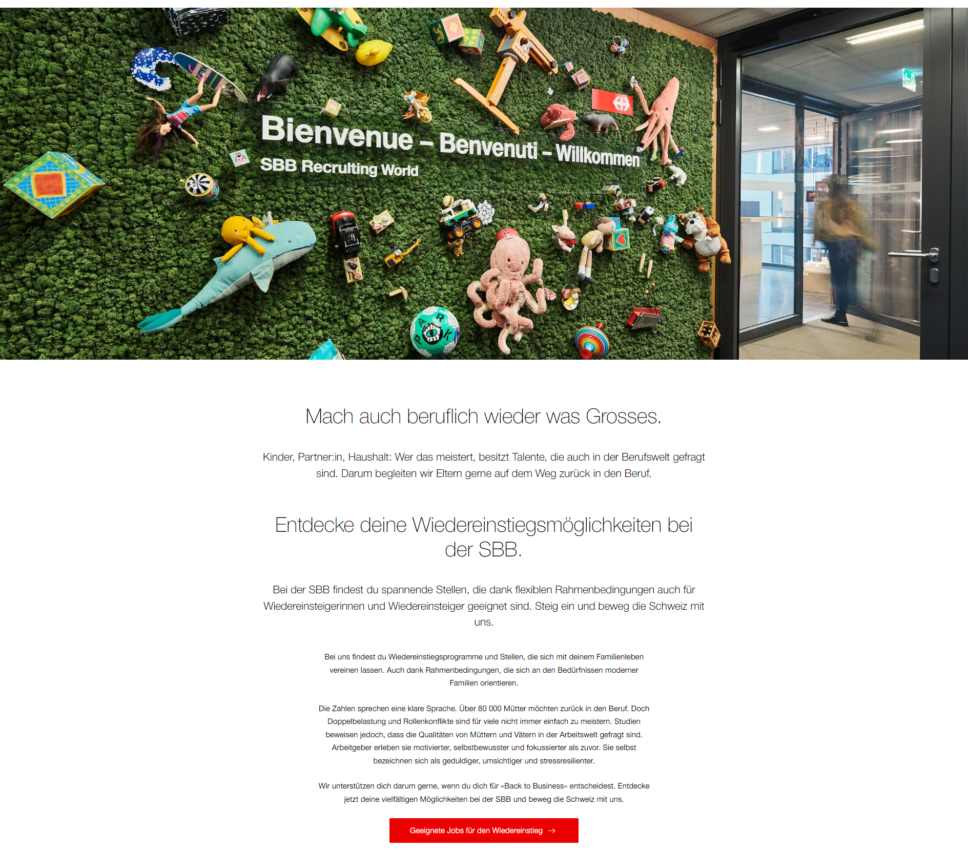 Bienvenue – Benvenuti – Willkommen
SBB Recruiting World
Mach auch beruflich wieder was Grosses.
Kinder, Partner:in, Haushalt: Wer das meistert, besitzt Talente, die auch in der Berufswelt gefragt
sind. Darum begleiten wir Eltern gerne auf dem Weg zurück in den Beruf.
Entdecke deine Wiedereinstiegsmöglichkeiten bei
der SBB.
Bei der SBB findest du spannende Stellen, die dank flexiblen Rahmenbedingungen auch für
Wiedereinsteigerinnen und Wiedereinsteiger geeignet sind. Steig ein und beweg die Schweiz mit
uns.
Bei uns findest du Wiedereinstiegsprogramme und Stellen, die sich mit deinem Familienleben
vereinen lassen. Auch dank Rahmenbedingungen, die sich an den Bedürfnissen moderner
Familien orientieren.
Die Zahlen sprechen eine klare Sprache. Über 80 000 Mütter möchten zurück in den Beruf. Doch
Doppelbelastung und Rollenkonflikte sind für viele nicht immer einfach zu meistern. Studien
beweisen jedoch, dass die Qualitäten von Müttern und Vätern in der Arbeitswelt gefragt sind.
Arbeitgeber erleben sie motivierter, selbstbewusster und fokussierter als zuvor. Sie selbst
bezeichnen sich als geduldiger, umsichtiger und stressresilienter.
Wir unterstützen dich darum gerne, wenn du dich für «Back to Business» entscheidest. Entdecke
jetzt deine vielfältigen Möglichkeiten bei der SBB und beweg die Schweiz mit uns.
Geeignete Jobs für den Wiedereinstieg →